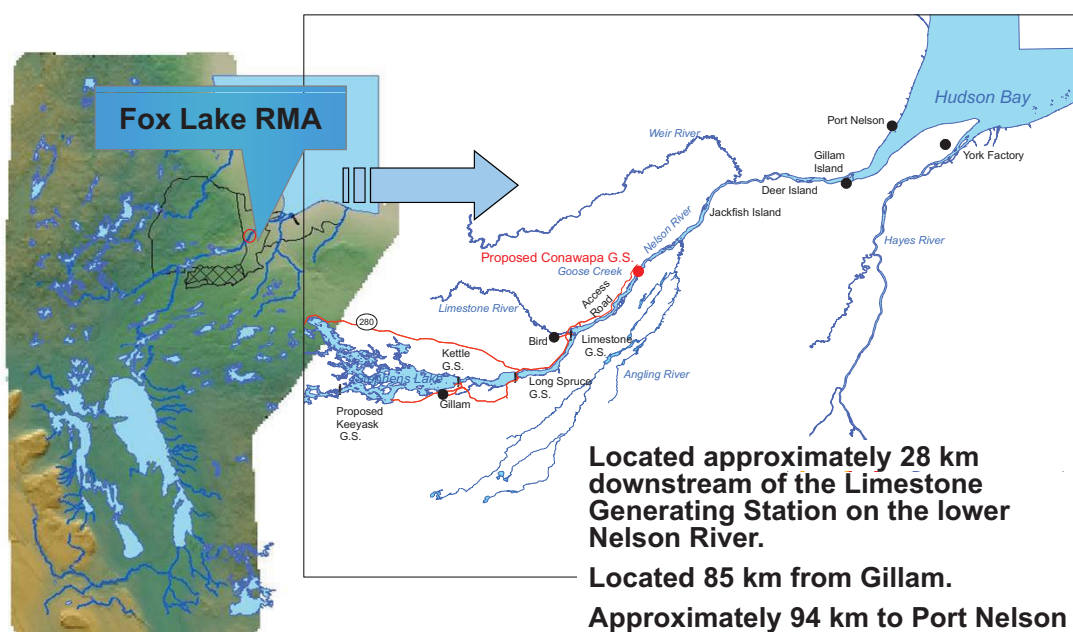 Fox Lake RMA
Hudson Bay
Port Nelson
York Factory
Weir River
Gillam
Island
Deer Island
Jackfish Island
Nelson River
Hayes River
Proposed Conawapa G.S.
Goose Creek
Access
Road
Limestone River
280
Bird
Limestone
G.S.
Kettle
G.S.
Stephens Lake
Long Spruce
G.S.
Angling River
Gillam
Proposed
Keeyask
G.S.
Located approximately 28 km
downstream of the Limestone
Generating Station on the lower
Nelson River.
Located 85 km from Gillam.
Approximately 94 km to Port Nelson